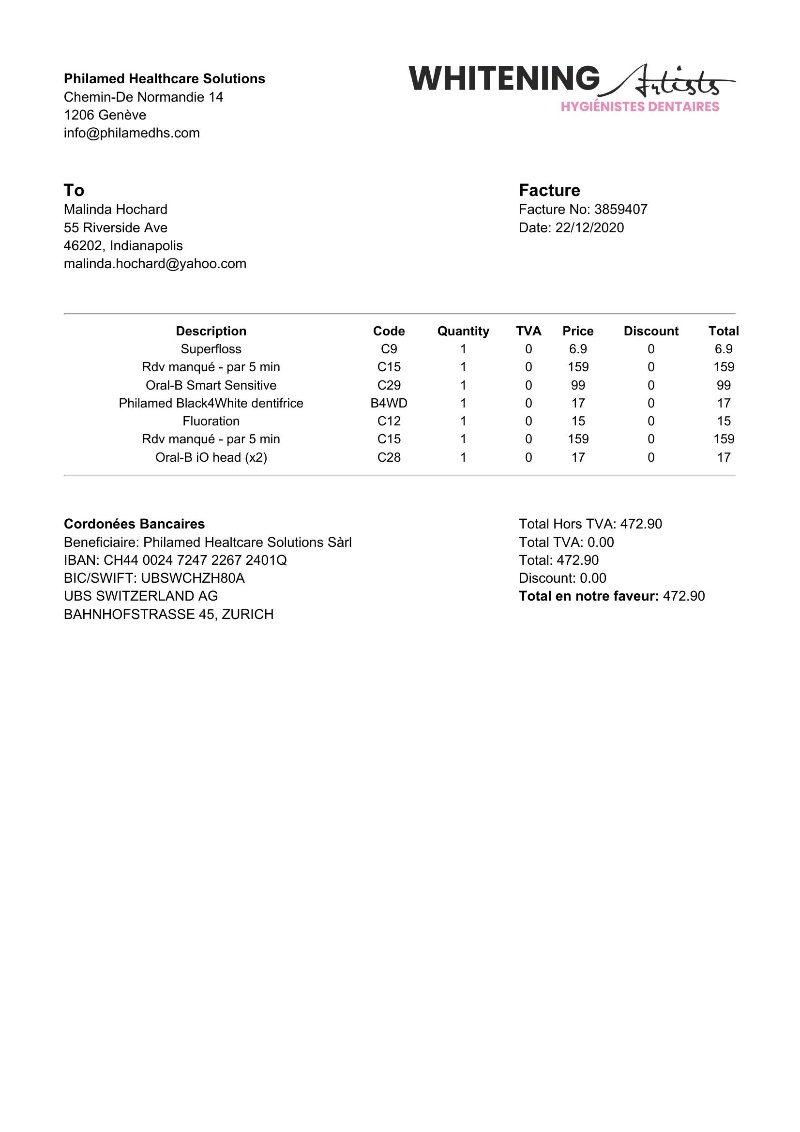 Philamed Healthcare Solutions
Chemin-De Normandie 14
1206 Genève
info@philamedhs.com
WHITENING Artists
HYGIÉNISTES DENTAIRES
To
Malinda Hochard
55 Riverside Ave
46202, Indianapolis
malinda.hochard@yahoo.com
Facture
Facture No: 3859407
Date: 22/12/2020
Description Code Quantity TVA Price Discount Total
Superfloss C9 1 0 6.9 0 6.9
Rdv manqué - par 5 min C15 1 0 159 0 159
Oral-B Smart Sensitive C29 1 0 99 0 99
Philamed Black4White dentifrice B4WD 1 0 17 0 17
Fluoration C12 1 0 15 0 15
Rdv manqué - par 5 min C15 1 0 159 0 159
Oral-B iO head (x2) C28 1 0 17 0 17
Cordonées Bancaires
Beneficiaire: Philamed Healtcare Solutions Sàrl
IBAN: CH44 0024 7247 2267 2401Q
BIC/SWIFT: UBSWCHZH80A
UBS SWITZERLAND AG
BAHNHOFSTRASSE 45, ZURICH
Total Hors TVA: 472.90
Total TVA: 0.00
Total: 472.90
Discount: 0.00
Total en notre faveur: 472.90